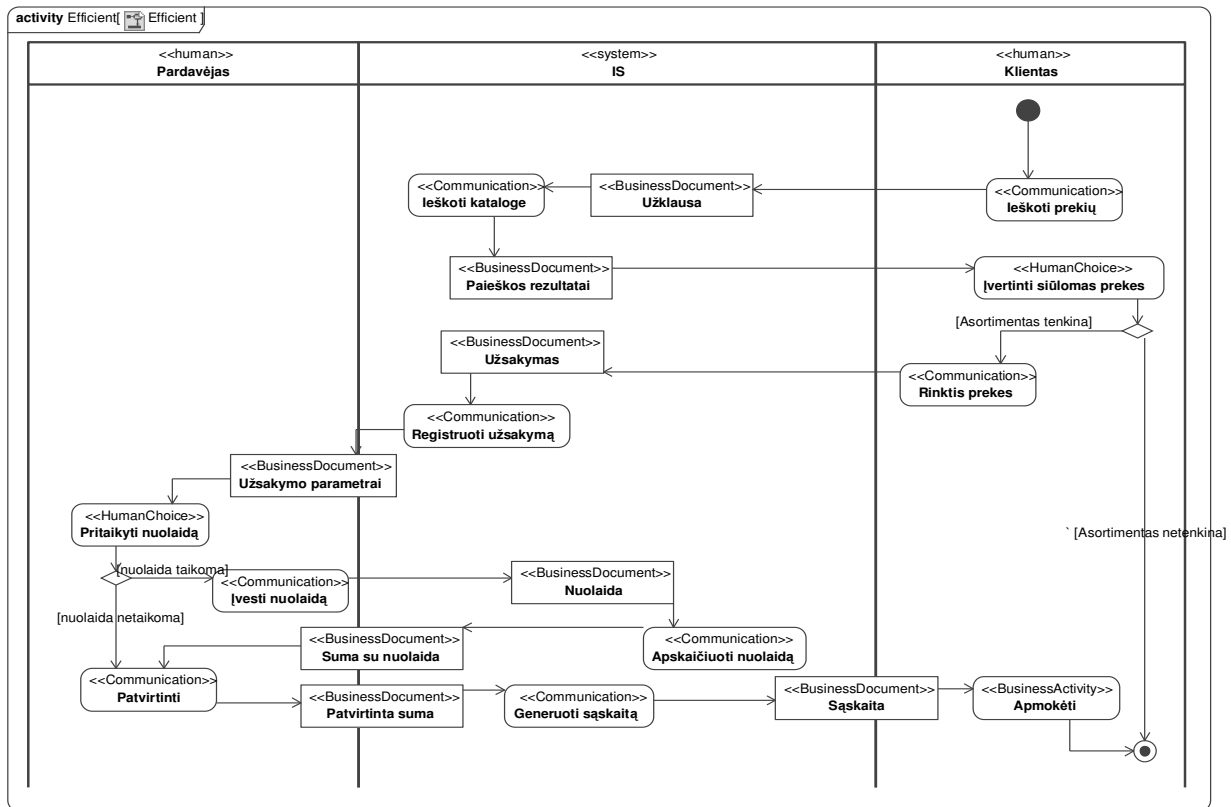 activity Efficient[ Efficient ]
<<human>>
Pardavėjas
<<system>>
IS
<<human>>
Klientas
<<Communication>>
Ieškoti kataloge
<<BusinessDocument>>
Užklausa
<<Communication>>
Ieškoti prekių
<<BusinessDocument>>
Paieškos rezultatai
<<HumanChoice>>
Įvertinti siūlomas prekes
[Asortimentas tenkina]
<<BusinessDocument>>
Užsakymas
<<Communication>>
Rinktis prekes
<<Communication>>
Registruoti užsakymą
<<BusinessDocument>>
Užsakymo parametrai
<<HumanChoice>>
Pritaikyti nuolaidą
` [Asortimentas netenkina]
[nuolaida taikoma]
<<Communication>>
Įvesti nuolaidą
<<BusinessDocument>>
Nuolaida
[nuolaida netaikoma]
<<BusinessDocument>>
Suma su nuolaida
<<Communication>>
Apskaičiuoti nuolaidą
<<Communication>>
Patvirtinti
<<BusinessDocument>>
Patvirtinta suma
<<Communication>>
Generuoti sąskaitą
<<BusinessDocument>>
Sąskaita
<<BusinessActivity>>
Apmokėti